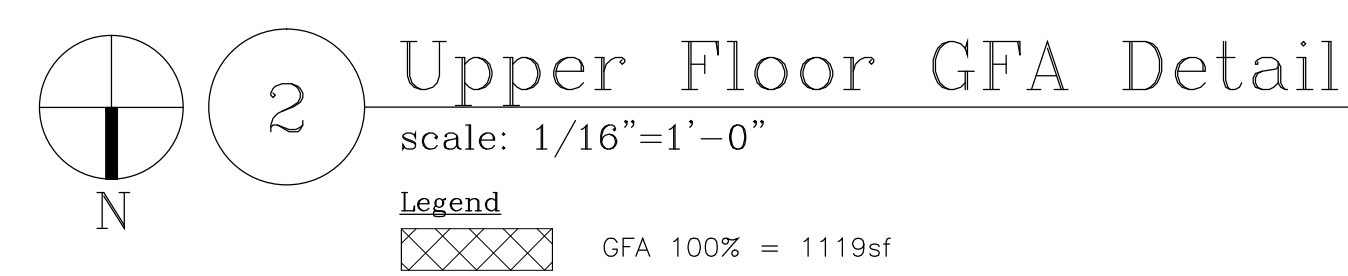 2
Upper Floor GFA Detail
scale: 1/16"=1'-0"
N
Legend
GFA 100% = 1119sf